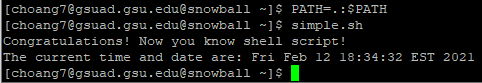 [choang7@gsuad.gsu.edu@snowball ~]$ PATH=.:$PATH
[choang7@gsuad.gsu.edu@snowball ~]$ simple.sh
Congratulations! Now you know shell script!
The current time and date are: Fri Feb 12 18:34:32 EST 2021
[choang7@gsuad.gsu.edu@snowball ~]$